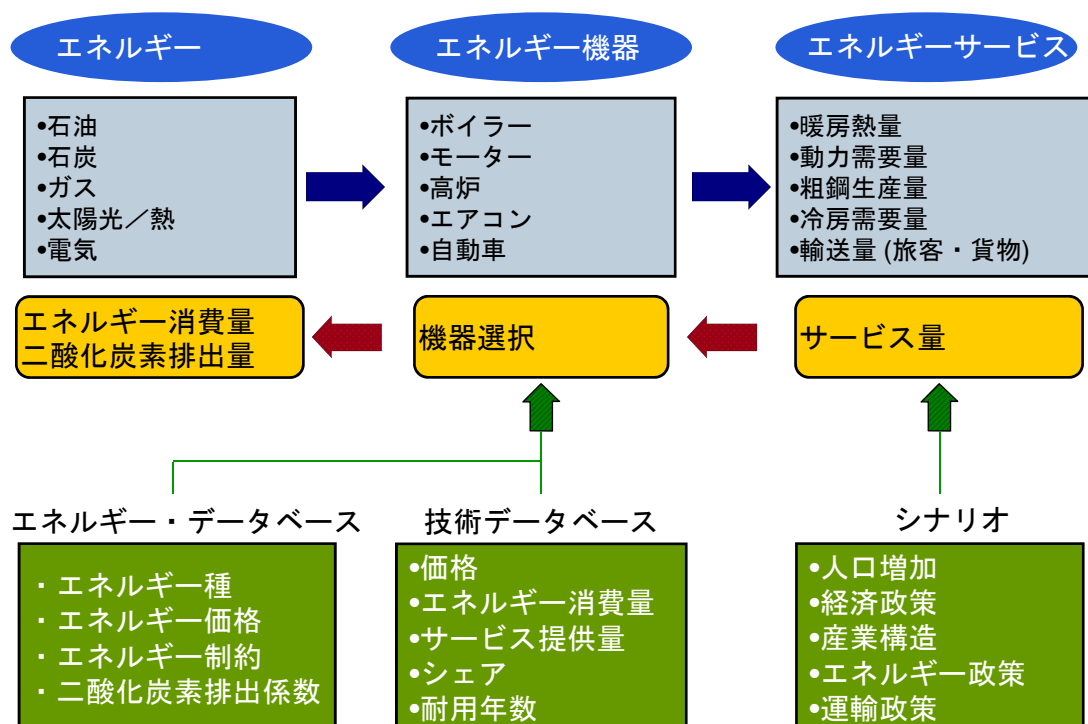 エネルギー
エネルギー機器
エネルギーサービス
•石油
•石炭
•ガス
•太陽光／熱
•電気
•ボイラー
•モーター
•高炉
•エアコン
•自動車
•暖房熱量
•動力需要量
•粗鋼生産量
•冷房需要量
•輸送量 (旅客・貨物)
エネルギー消費量
二酸化炭素排出量
機器選択
サービス量
エネルギー・データベース
・エネルギー種
・エネルギー価格
・エネルギー制約
・二酸化炭素排出係数
技術データベース
•価格
•エネルギー消費量
•サービス提供量
•シェア
•耐用年数
シナリオ
•人口増加
•経済政策
•産業構造
•エネルギー政策
•運輸政策